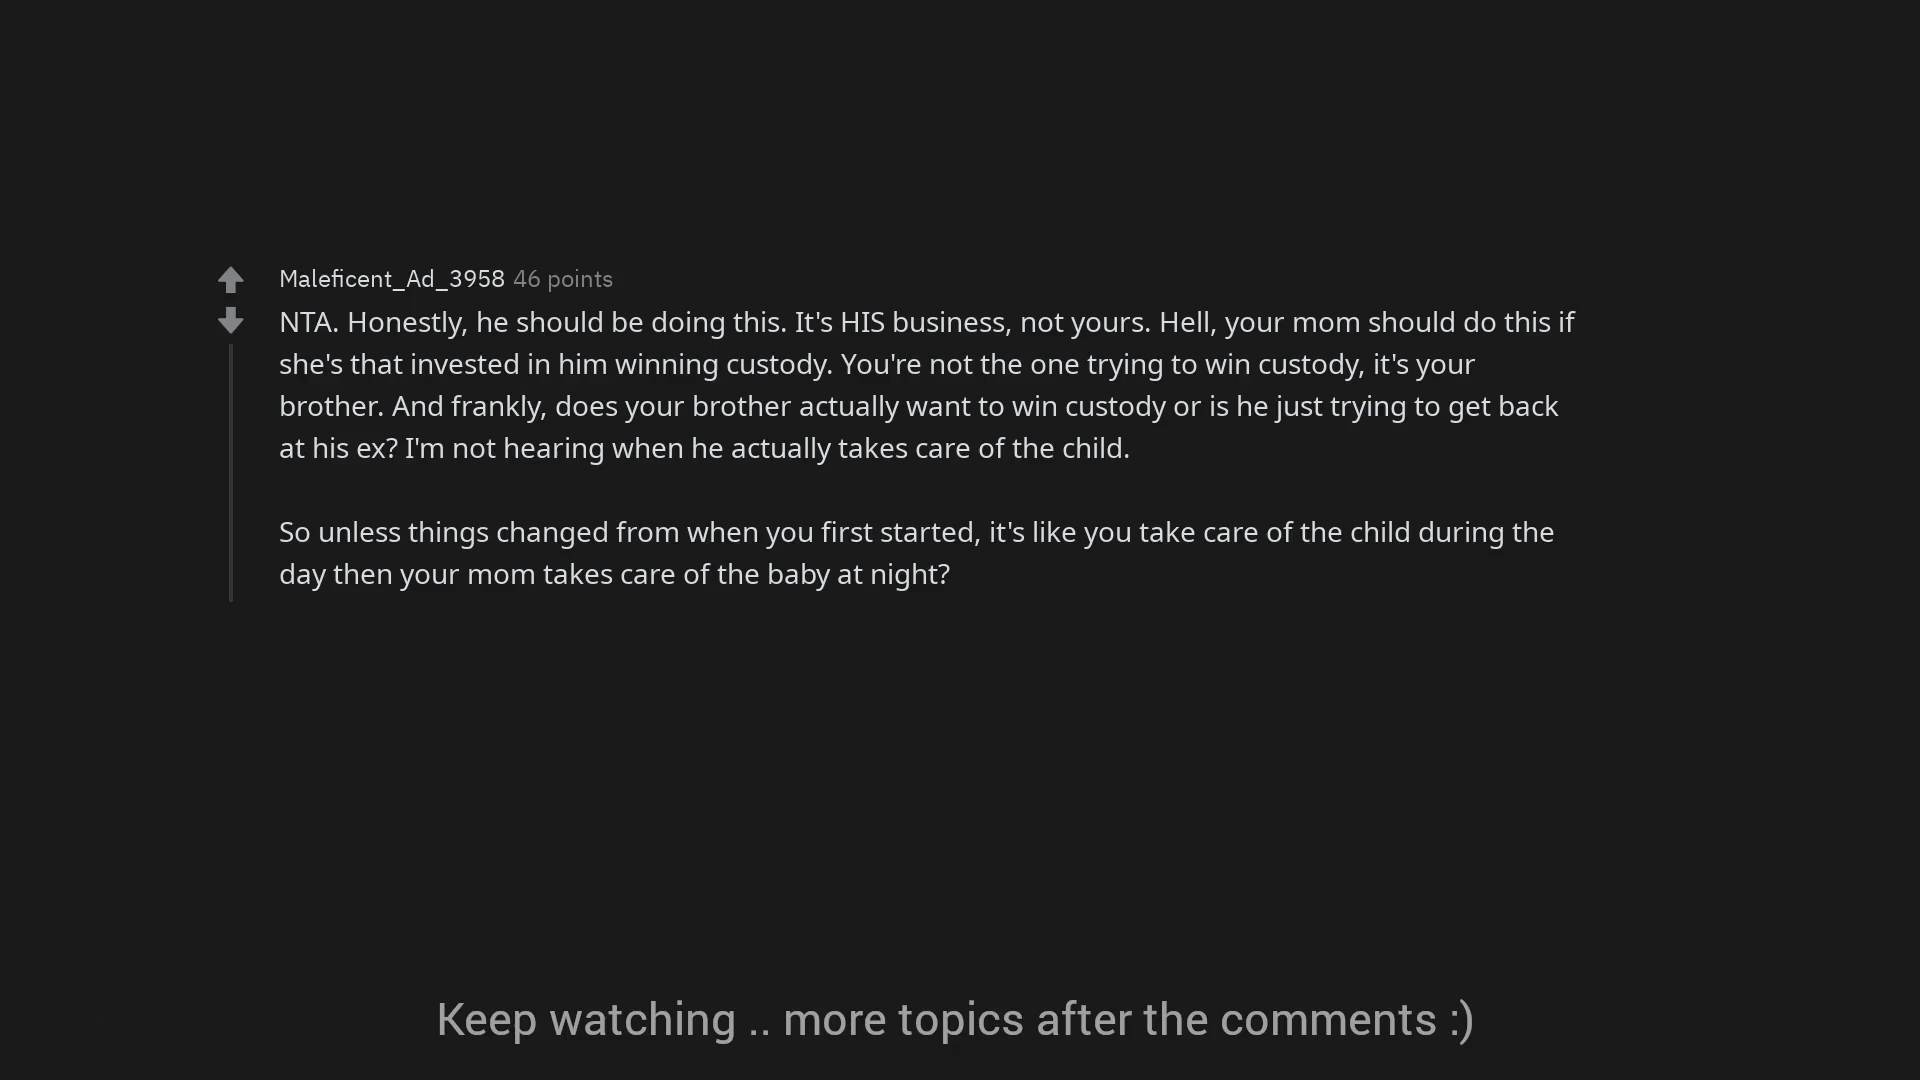 Maleficent_Ad_3958 46 points
NTA. Honestly, he should be doing this. It's HIS business, not yours. Hell, your mom should do this if
she's that invested in him winning custody. You're not the one trying to win custody, it's your
brother. And frankly, does your brother actually want to win custody or is he just trying to get back
at his ex? I'm not hearing when he actually takes care of the child.
So unless things changed from when you first started, it's like you take care of the child during the
day then your mom takes care of the baby at night?
Keep watching .. more topics after the comments :)